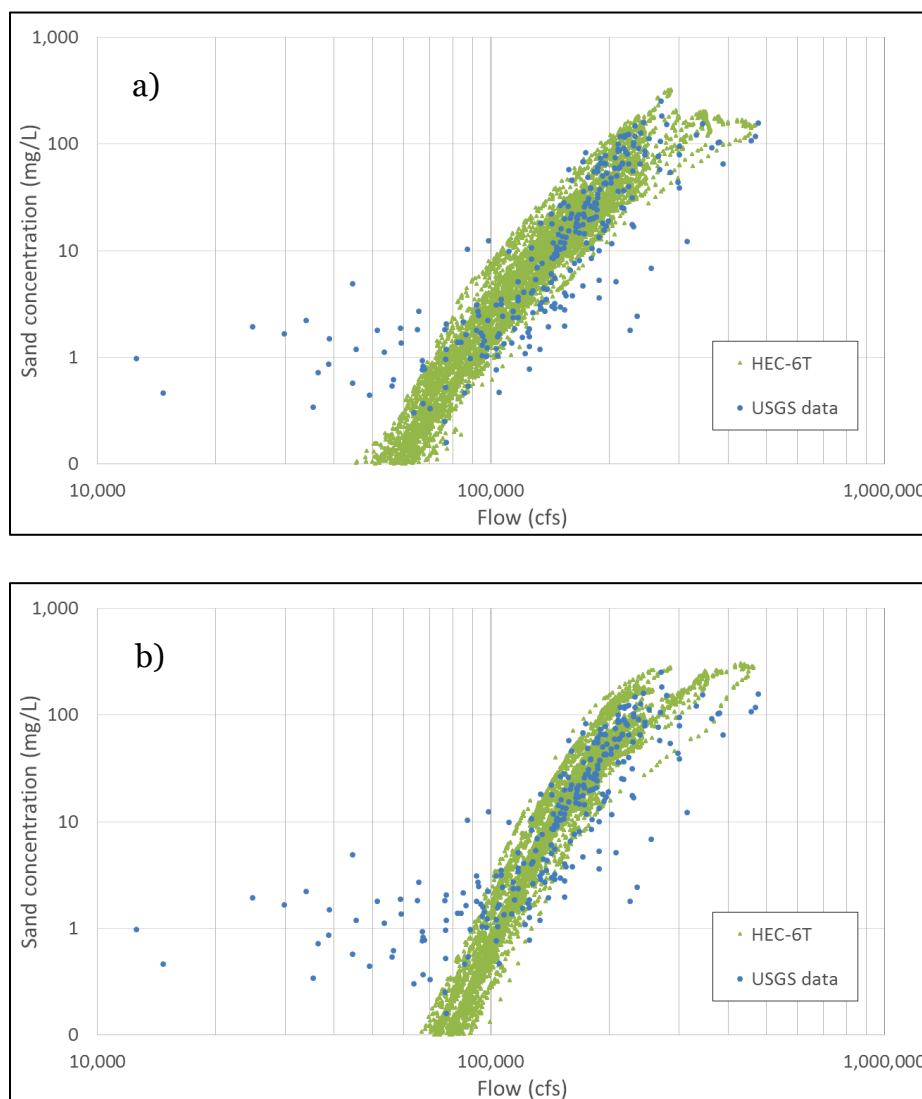 a)
1,000
100
10
1
0
Sand concentration (mg/L)
10,000
100,000
1,000,000
Flow (cfs)
HEC-6T
USGS data
b)
1,000
100
10
1
0
Sand concentration (mg/L)
10,000
100,000
1,000,000
Flow (cfs)
HEC-6T
USGS data